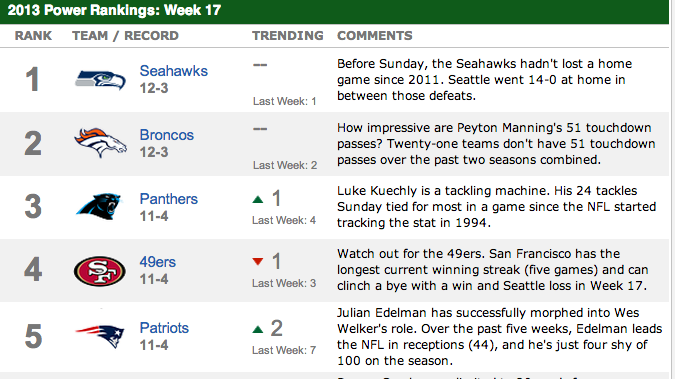 2013 Power Rankings: Week 17
RANK TEAM / RECORD TRENDING COMMENTS
1 Seahawks 12-3 -- Last Week: 1
Before Sunday, the Seahawks hadn't lost a home
game since 2011. Seattle went 14-0 at home in
between those defeats.
2 Broncos 12-3 -- Last Week: 2
How impressive are Peyton Manning's 51 touchdown
passes? Twenty-one teams don't have 51 touchdown
passes over the past two seasons combined.
3 Panthers 11-4 1 Last Week: 4
Luke Kuechly is a tackling machine. His 24 tackles
Sunday tied for most in a game since the NFL started
tracking the stat in 1994.
4 SF 49ers 11-4 1 Last Week: 3
Watch out for the 49ers. San Francisco has the
longest current winning streak (five games) and can
clinch a bye with a win and Seattle loss in Week 17.
5 Patriots 11-4 2 Last Week: 7
Julian Edelman has successfully morphed into Wes
Welker's role. Over the past five weeks, Edelman leads
the NFL in receptions (44), and he's just four shy of
100 on the season.